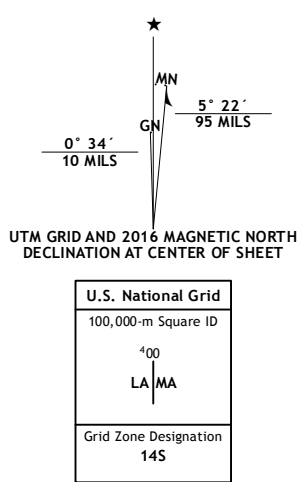 ★
MN
5° 22´
95 MILS
GN
0° 34´
10 MILS
UTM GRID AND 2016 MAGNETIC NORTH
DECLINATION AT CENTER OF SHEET
U.S. National Grid
100,000-m Square ID
⁴00
LA MA
Grid Zone Designation
14S